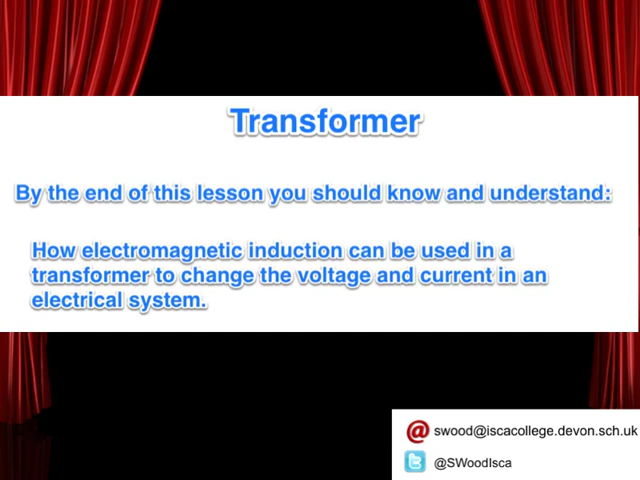 Transformer
By the end of this lesson you should know and understand:
How electromagnetic induction can be used in a
transformer to change the voltage and current in an
electrical system.
@ swood@iscacollege.devon.sch.uk
@SWoodIsca